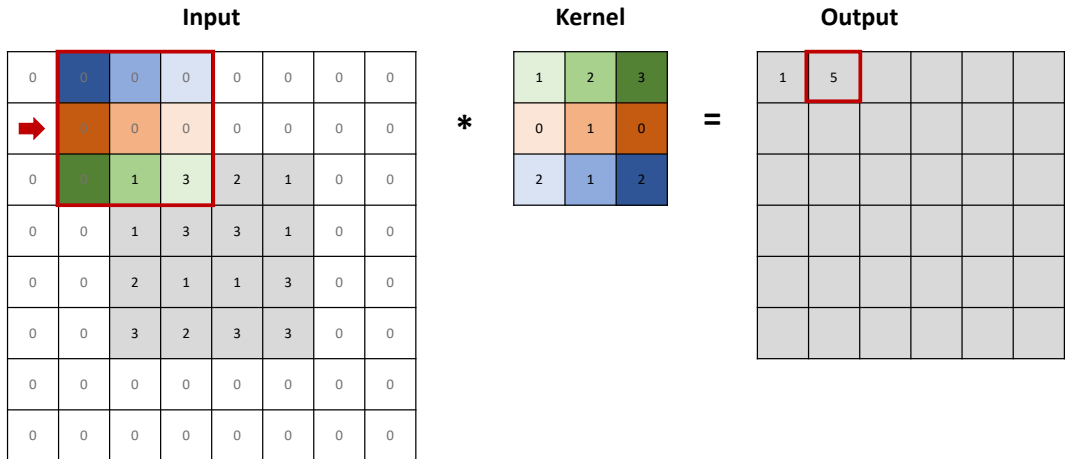 Input Kernel Output
0 0 0 0 0 0 0 0
0 0 0 0 0 0 0
0 0 1 3 2 1 0 0
0 0 1 3 3 1 0 0
0 0 2 1 1 3 0 0
0 0 3 2 3 3 0 0
0 0 0 0 0 0 0 0
0 0 0 0 0 0 0 0
*
1 2 3
0 1 0
2 1 2
=
1 5